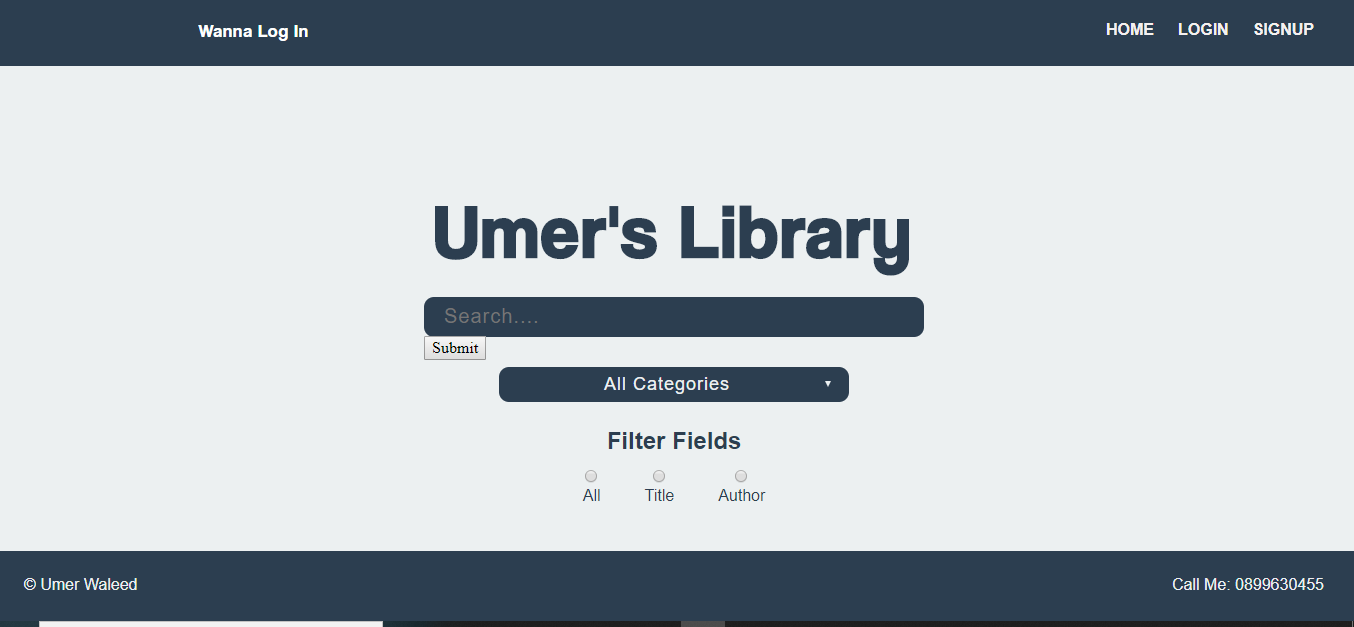 Wanna Log In
HOME LOGIN SIGNUP
Umer's Library
Search....
Submit
All Categories ▼
Filter Fields
All Title Author
© Umer Waleed
Call Me: 0899630455